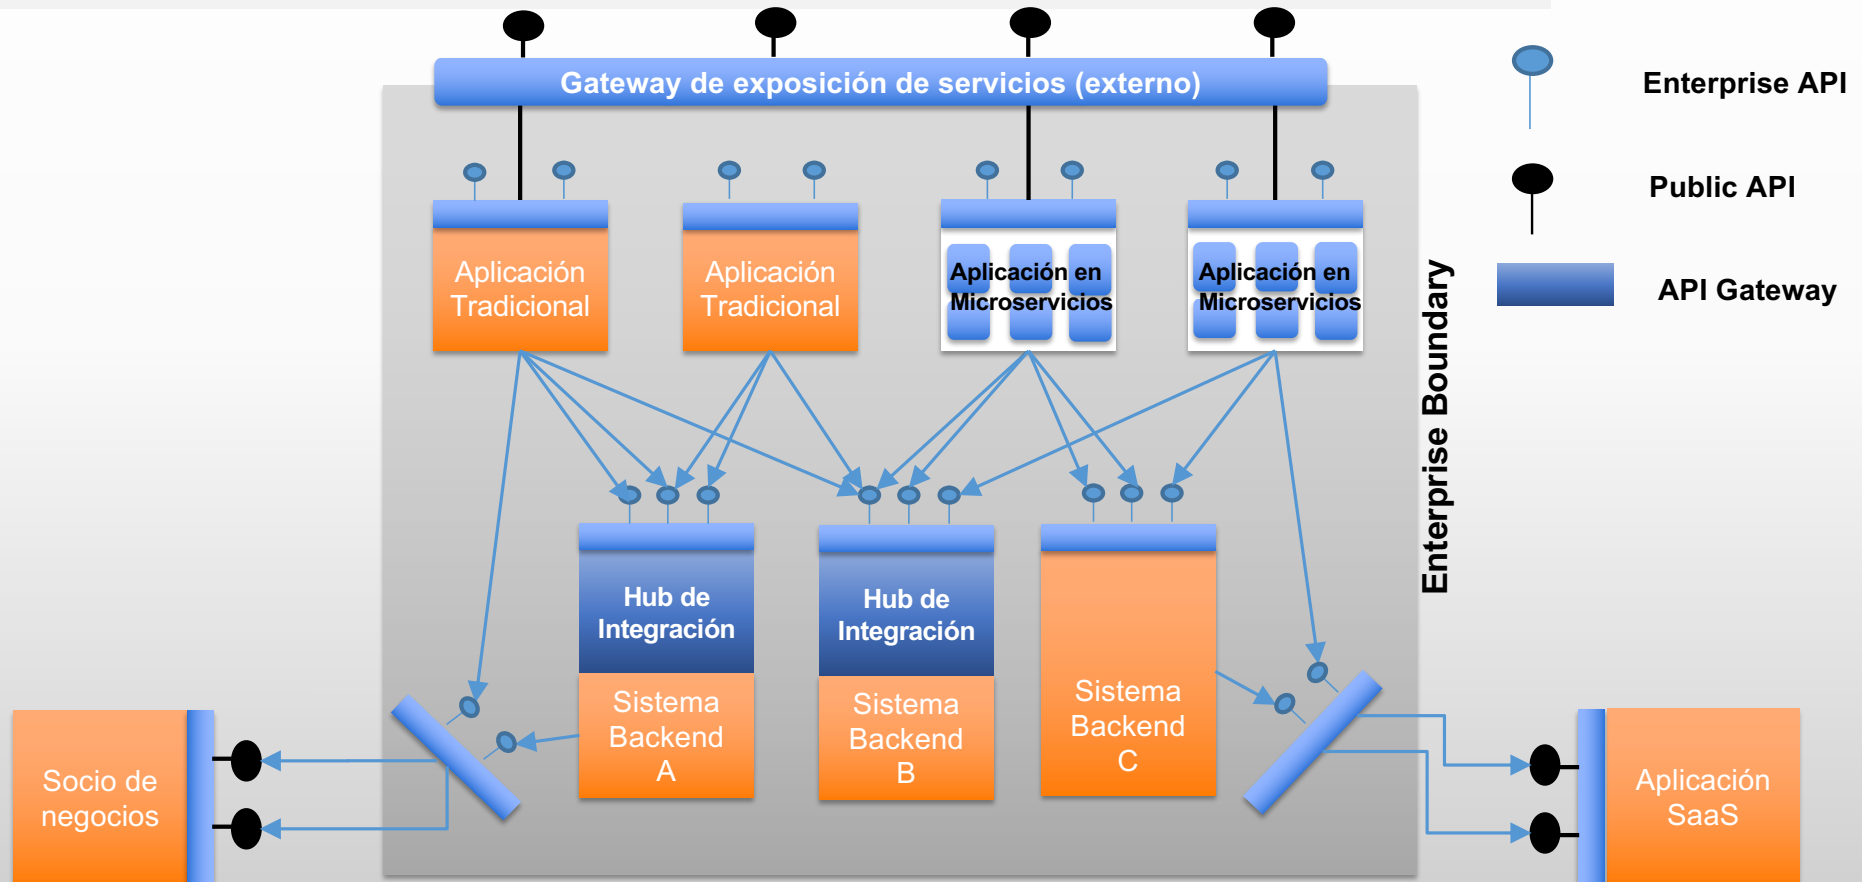 Gateway de exposición de servicios (externo)
Enterprise API
Public API
API Gateway
Enterprise Boundary
Aplicación
Tradicional
Aplicación
Tradicional
Aplicación en
Microservicios
Aplicación en
Microservicios
Hub de
Integración
Hub de
Integración
Sistema
Backend
A
Sistema
Backend
B
Sistema
Backend
C
Socio de
negocios
Aplicación
SaaS